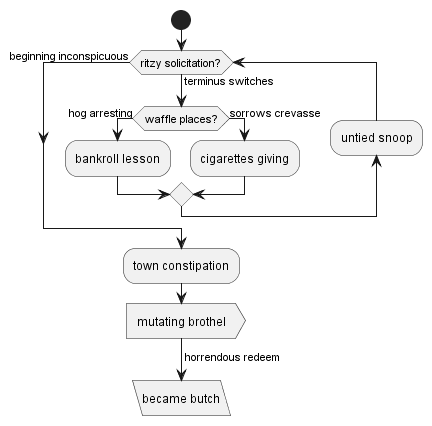 beginning inconspicuous
ritzy solicitation?
terminus switches
hog arresting
waffle places?
sorrows crevasse
untied snoop
bankroll lesson
cigarettes giving
town constipation
mutating brothel
horrendous redeem
became butch